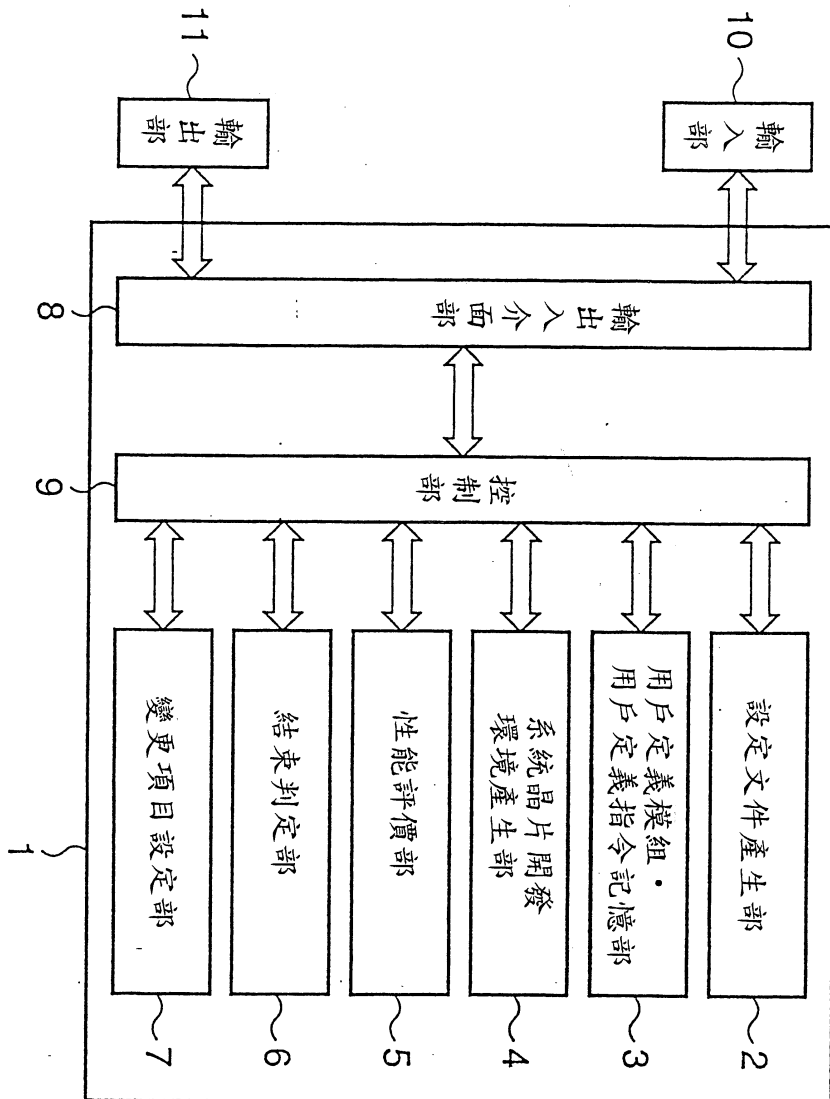 10
輸入部
11
輸出部
輸出入介面部
8
控制部
9
設定文件產生部
2
用戶定義模組・
用戶定義指令記憶部
3
系統晶片開發
環境產生部
4
性能評價部
5
結束判定部
6
變更項目設定部
7
1